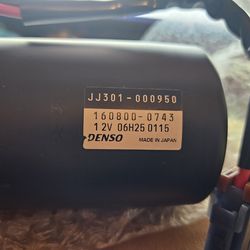 JJ301-000950
160800-0743
12V 06H25 0115
DENSO MADE IN JAPAN